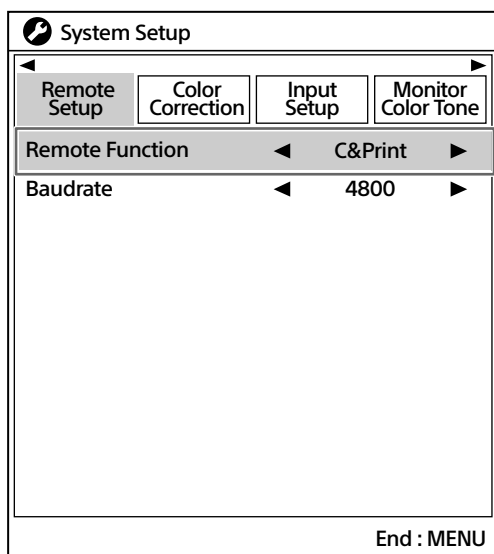 System Setup
Remote Setup
Color Correction
Input Setup
Monitor Color Tone
Remote Function ◀ C&Print ▶
Baudrate ◀ 4800 ▶
End : MENU